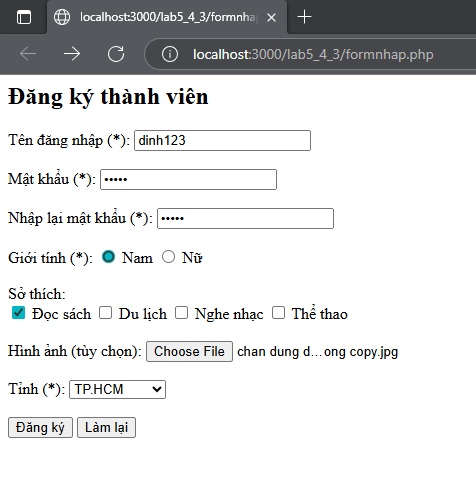 localhost:3000/lab5_4_3/formnhap
localhost:3000/lab5_4_3/formnhap.php
Đăng ký thành viên
Tên đăng nhập (*): dinh123
Mật khẩu (*): •••••
Nhập lại mật khẩu (*): •••••
Giới tính (*): Nam Nữ
Sở thích:
Đọc sách Du lịch Nghe nhạc Thể thao
Hình ảnh (tùy chọn): Choose File chan dung d...ong copy.jpg
Tỉnh (*): TP.HCM
Đăng ký Làm lại